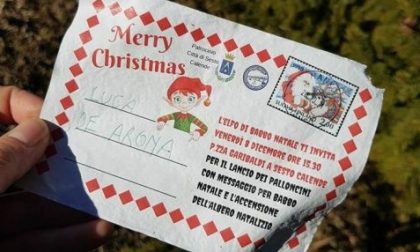 Merry
Christmas
Patrocinio
Città di Sesto
Calende
LUCA
DE ARONA
L'ELFO DI BABBO NATALE TI INVITA
VENERDÌ 8 DICEMBRE ORE 15.30
P.ZZA GARIBALDI A SESTO CALENDE
PER IL LANCIO DEI PALLONCINI
CON MESSAGGIO PER BABBO
NATALE E L'ACCENSIONE
DELL'ALBERO NATALIZIO